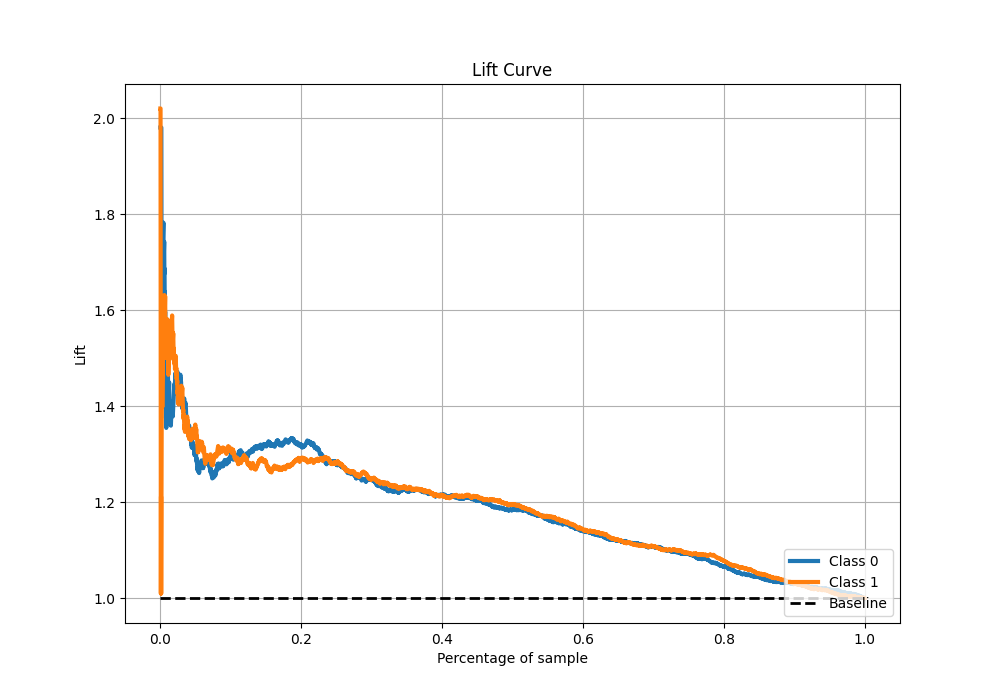 Lift Curve
2.0
1.8
1.6
1.4
1.2
1.0
Lift
0.0 0.2 0.4 0.6 0.8 1.0
Percentage of sample
Class 0
Class 1
Baseline